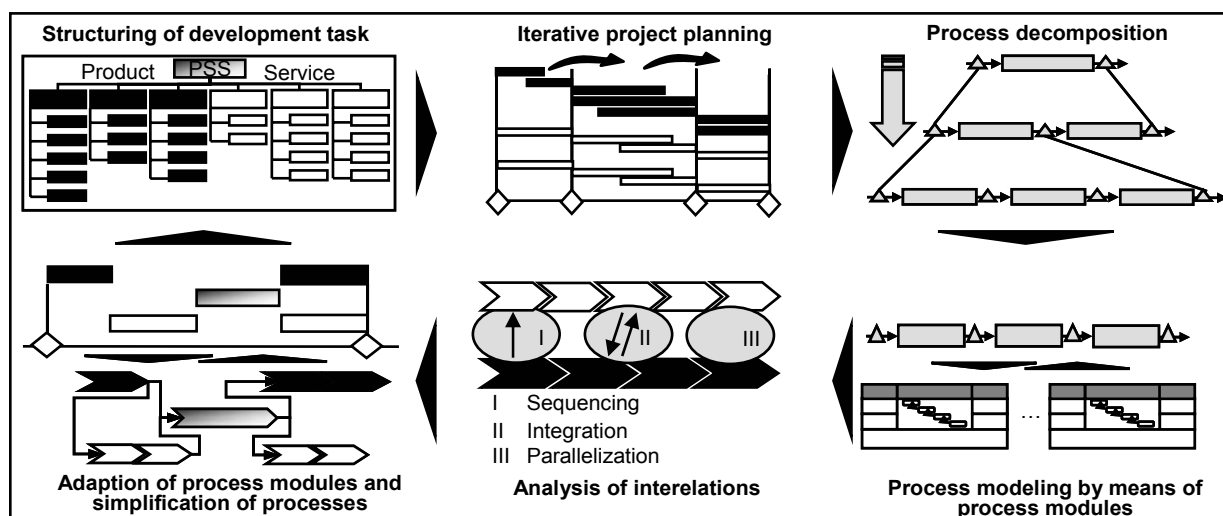 Structuring of development task
Iterative project planning
Process decomposition
Product PSS Service
I II III
I Sequencing
II Integration
III Parallelization
...
Adaption of process modules and
simplification of processes
Analysis of interelations
Process modeling by means of
process modules